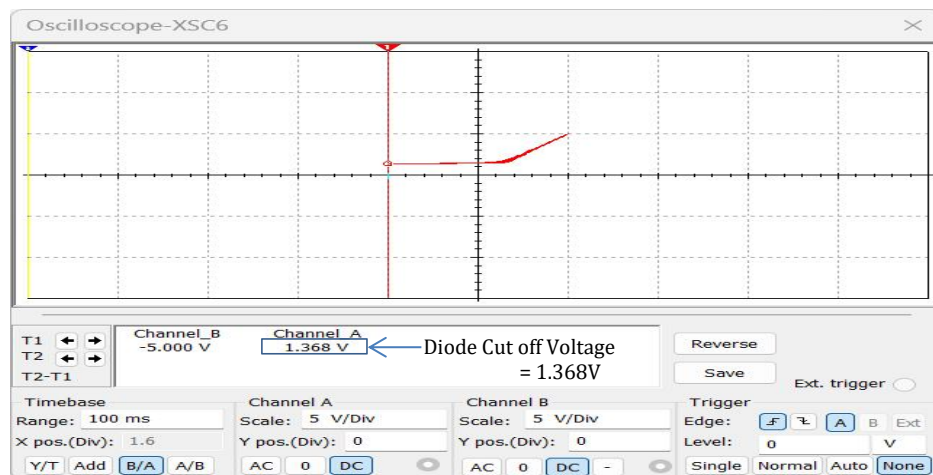 Oscilloscope-XSC6
1
T1
T2
T2-T1
Channel_B Channel_A
-5.000 V 1.368 V
Diode Cut off Voltage
= 1.368V
Reverse
Save
Ext. trigger
Timebase
Range: 100 ms
X pos.(Div): 1.6
Y/T Add B/A A/B
Channel A
Scale: 5 V/Div
Y pos.(Div): 0
AC 0 DC
Channel B
Scale: 5 V/Div
Y pos.(Div): 0
AC 0 DC -
Trigger
Edge: A B Ext
Level: 0 V
Single Normal Auto None